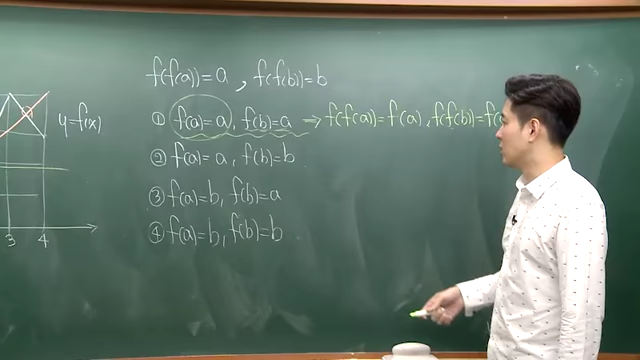 f(f(a))=a , f(f(b))=b
① f(a)=a, f(b)=a → f(f(a))=f(a), f(f(b))=f(a
② f(a)=a, f(b)=b
③ f(a)=b, f(b)=a
④ f(a)=b, f(b)=b
y=f(x)
3 4